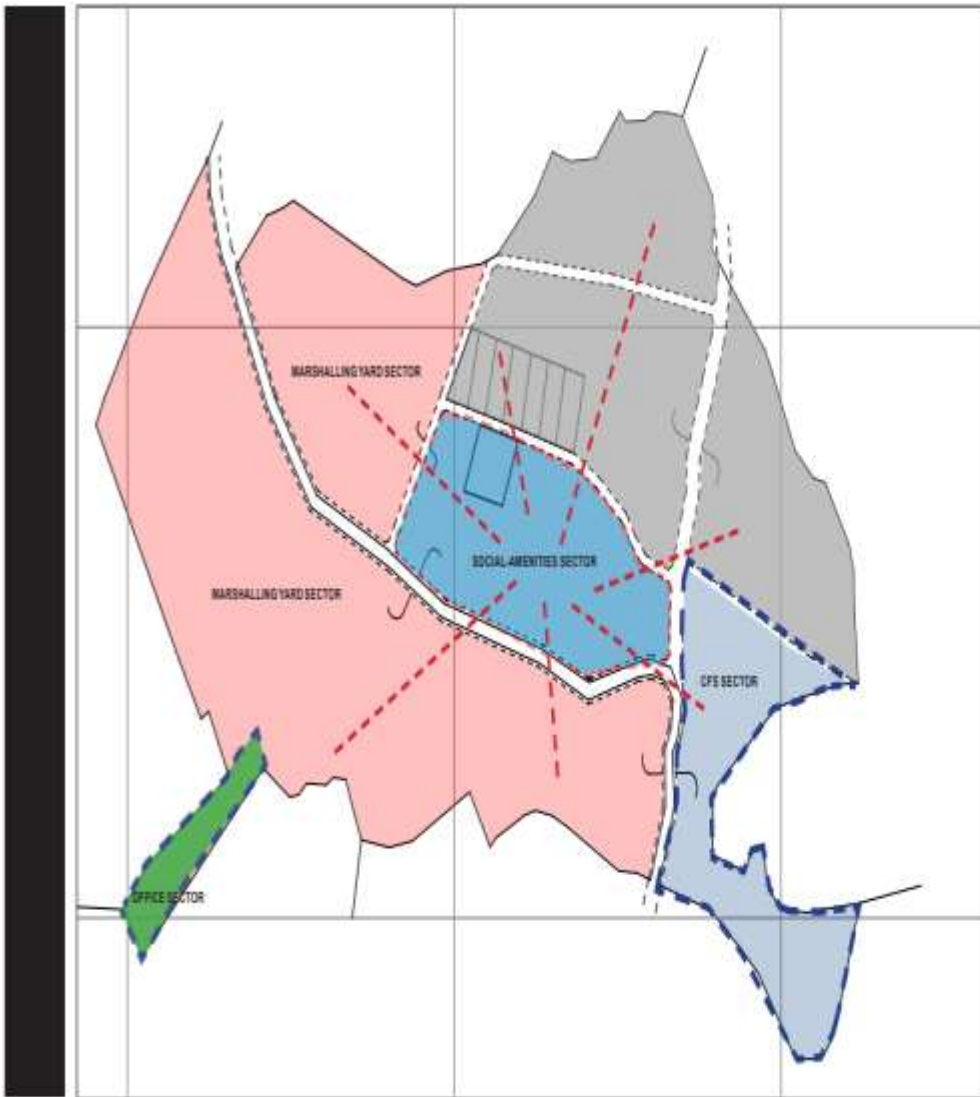 MARSHALLING YARD SECTOR
SOCIAL-AMENITIES SECTOR
MARSHALLING YARD SECTOR
CFS SECTOR
OFFICE SECTOR